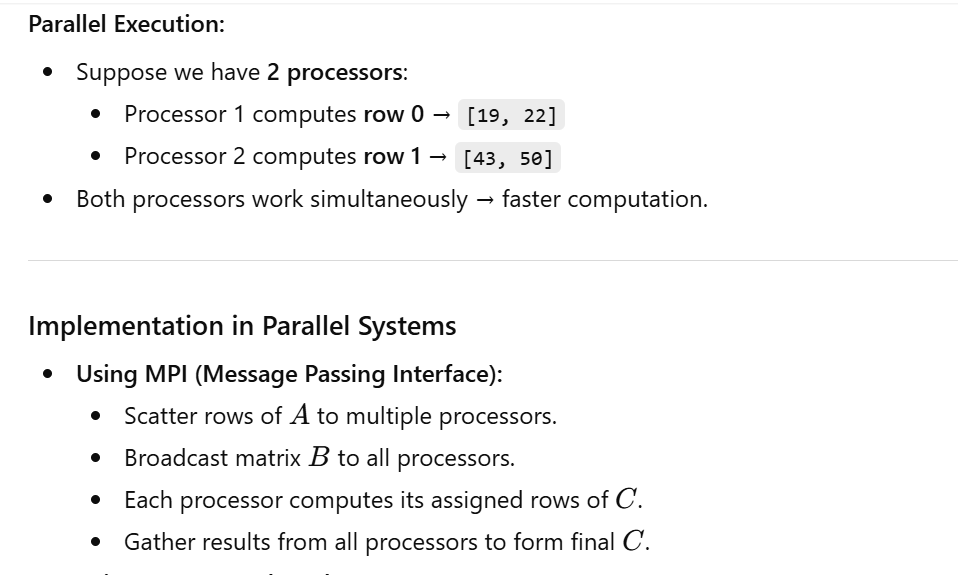 Parallel Execution:
• Suppose we have 2 processors:
• Processor 1 computes row 0 → [19, 22]
• Processor 2 computes row 1 → [43, 50]
• Both processors work simultaneously → faster computation.
Implementation in Parallel Systems
• Using MPI (Message Passing Interface):
• Scatter rows of A to multiple processors.
• Broadcast matrix B to all processors.
• Each processor computes its assigned rows of C.
• Gather results from all processors to form final C.